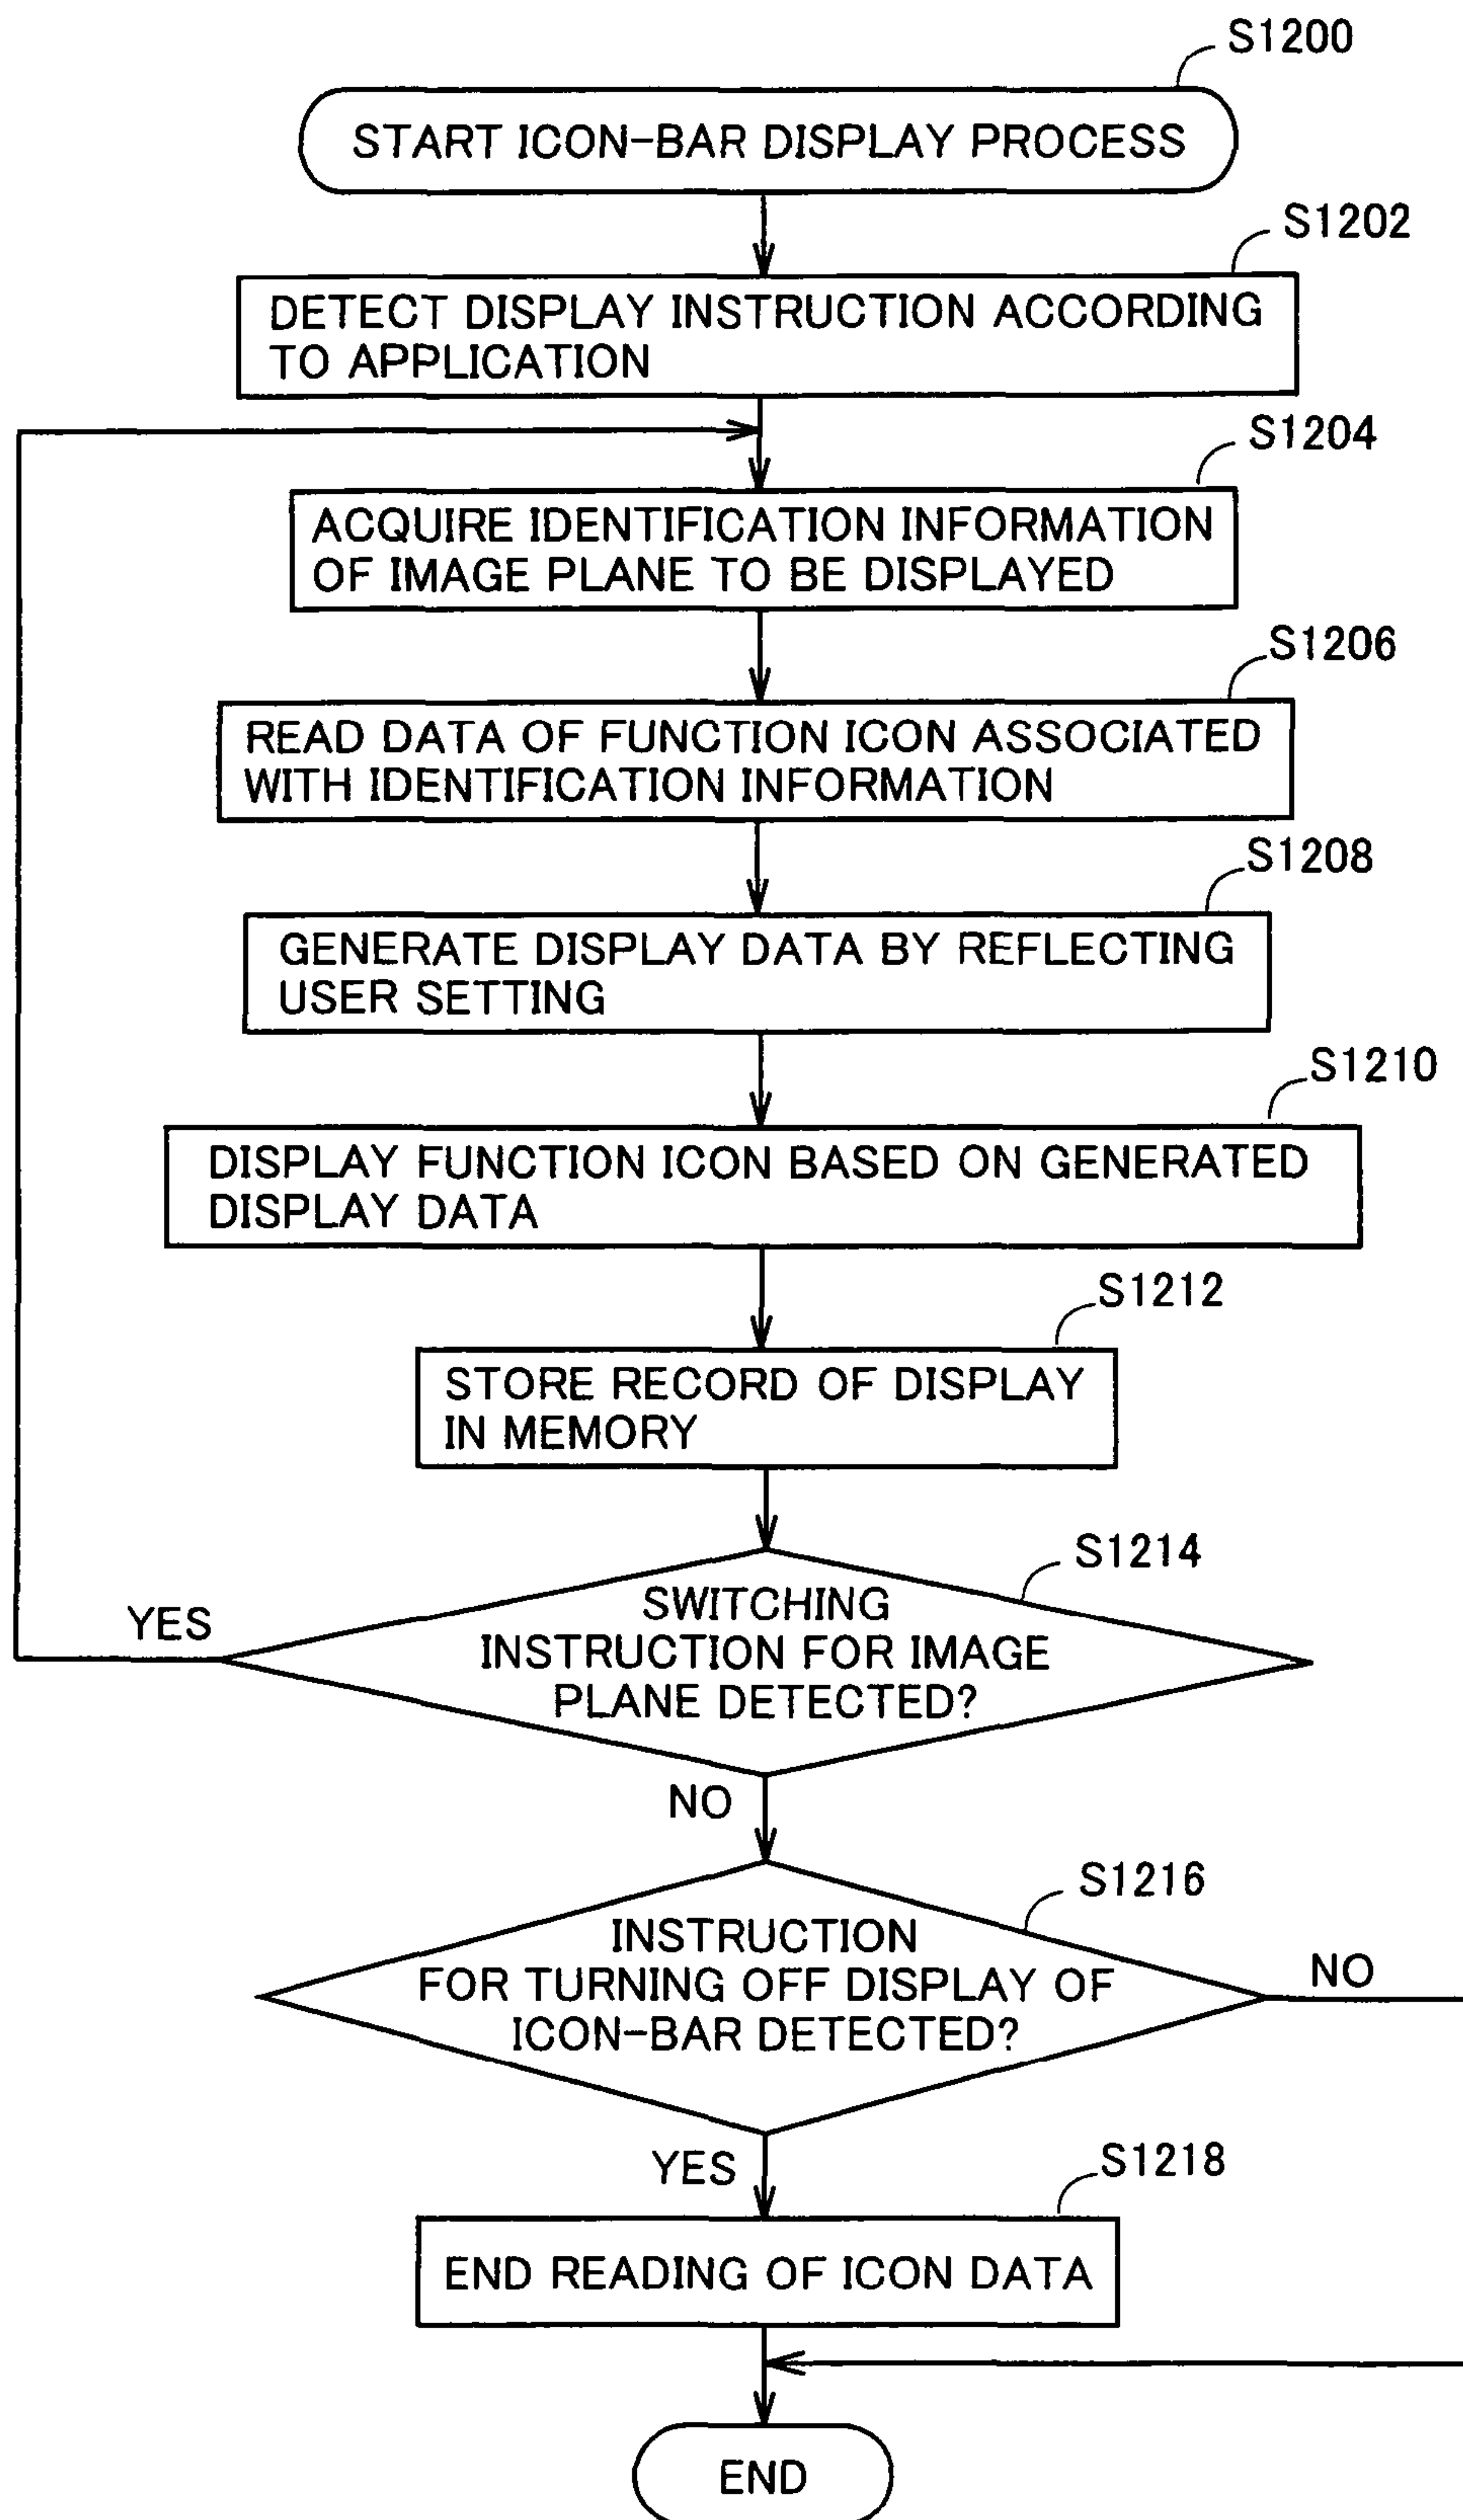 S1200
START ICON-BAR DISPLAY PROCESS
S1202
DETECT DISPLAY INSTRUCTION ACCORDING
TO APPLICATION
S1204
ACQUIRE IDENTIFICATION INFORMATION
OF IMAGE PLANE TO BE DISPLAYED
S1206
READ DATA OF FUNCTION ICON ASSOCIATED
WITH IDENTIFICATION INFORMATION
S1208
GENERATE DISPLAY DATA BY REFLECTING
USER SETTING
S1210
DISPLAY FUNCTION ICON BASED ON GENERATED
DISPLAY DATA
S1212
STORE RECORD OF DISPLAY
IN MEMORY
S1214
YES
SWITCHING
INSTRUCTION FOR IMAGE
PLANE DETECTED?
NO
S1216
INSTRUCTION
FOR TURNING OFF DISPLAY OF
ICON-BAR DETECTED?
NO
YES
S1218
END READING OF ICON DATA
END